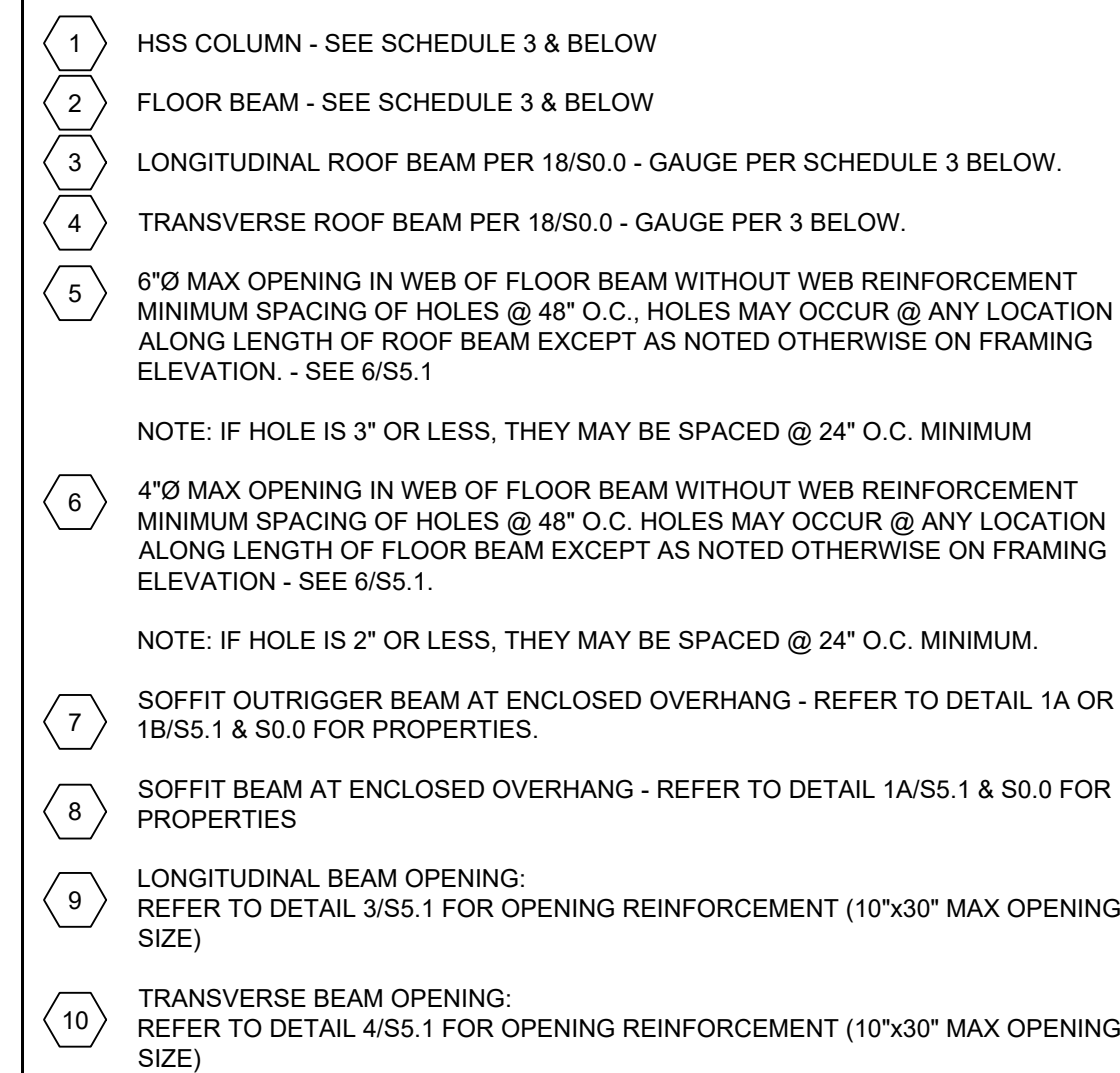 1 HSS COLUMN - SEE SCHEDULE 3 & BELOW
2 FLOOR BEAM - SEE SCHEDULE 3 & BELOW
3 LONGITUDINAL ROOF BEAM PER 18/S0.0 - GAUGE PER SCHEDULE 3 BELOW.
4 TRANSVERSE ROOF BEAM PER 18/S0.0 - GAUGE PER 3 BELOW.
5 6"Ø MAX OPENING IN WEB OF FLOOR BEAM WITHOUT WEB REINFORCEMENT
MINIMUM SPACING OF HOLES @ 48" O.C., HOLES MAY OCCUR @ ANY LOCATION
ALONG LENGTH OF ROOF BEAM EXCEPT AS NOTED OTHERWISE ON FRAMING
ELEVATION. - SEE 6/S5.1
NOTE: IF HOLE IS 3" OR LESS, THEY MAY BE SPACED @ 24" O.C. MINIMUM
6 4"Ø MAX OPENING IN WEB OF FLOOR BEAM WITHOUT WEB REINFORCEMENT
MINIMUM SPACING OF HOLES @ 48" O.C. HOLES MAY OCCUR @ ANY LOCATION
ALONG LENGTH OF FLOOR BEAM EXCEPT AS NOTED OTHERWISE ON FRAMING
ELEVATION - SEE 6/S5.1.
NOTE: IF HOLE IS 2" OR LESS, THEY MAY BE SPACED @ 24" O.C. MINIMUM.
7 SOFFIT OUTRIGGER BEAM AT ENCLOSED OVERHANG - REFER TO DETAIL 1A OR
1B/S5.1 & S0.0 FOR PROPERTIES.
8 SOFFIT BEAM AT ENCLOSED OVERHANG - REFER TO DETAIL 1A/S5.1 & S0.0 FOR
PROPERTIES
9 LONGITUDINAL BEAM OPENING:
REFER TO DETAIL 3/S5.1 FOR OPENING REINFORCEMENT (10"x30" MAX OPENING
SIZE)
10 TRANSVERSE BEAM OPENING:
REFER TO DETAIL 4/S5.1 FOR OPENING REINFORCEMENT (10"x30" MAX OPENING
SIZE)